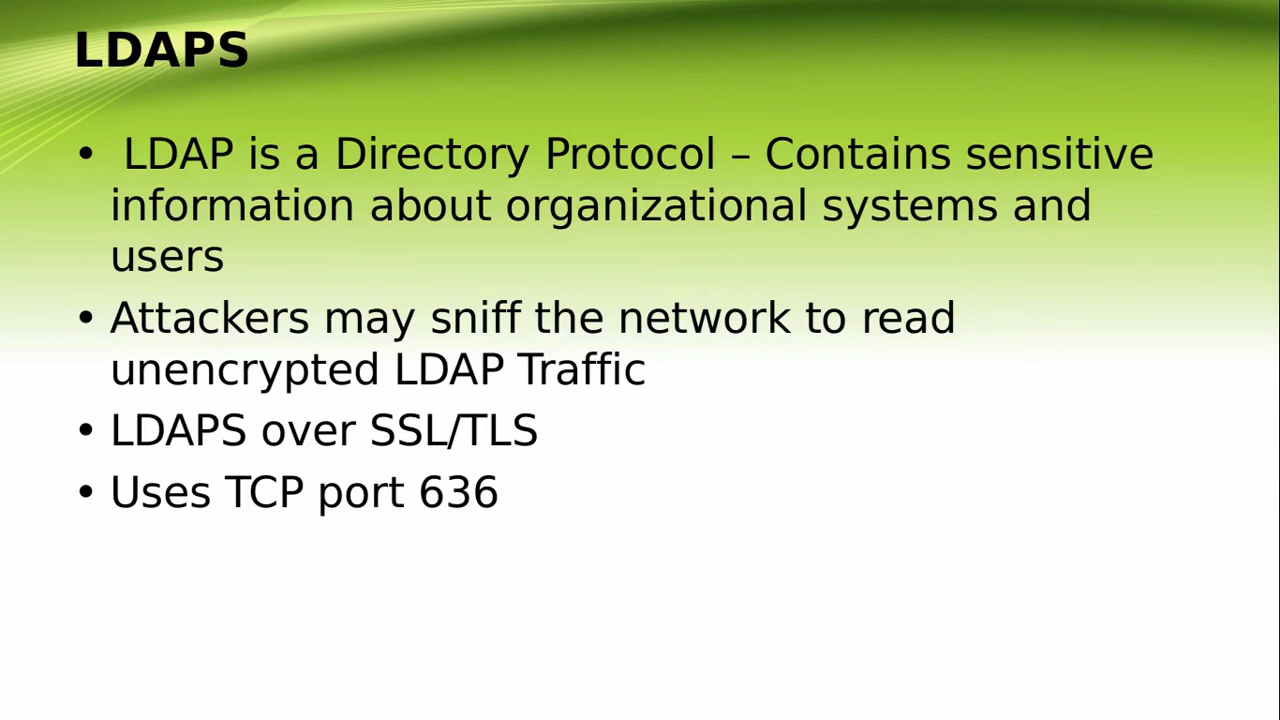 LDAPS
• LDAP is a Directory Protocol – Contains sensitive
information about organizational systems and
users
• Attackers may sniff the network to read
unencrypted LDAP Traffic
• LDAPS over SSL/TLS
• Uses TCP port 636